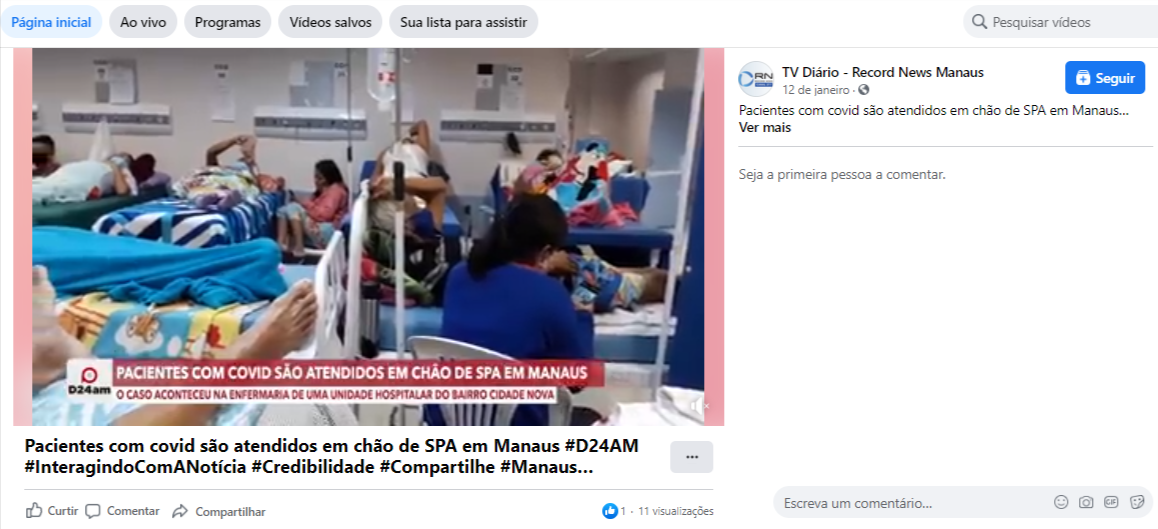 Página inicial
Ao vivo
Programas
Vídeos salvos
Sua lista para assistir
Pesquisar vídeos
D24am
PACIENTES COM COVID SÃO ATENDIDOS EM CHÃO DE SPA EM MANAUS
O CASO ACONTECEU NA ENFERMARIA DE UMA UNIDADE HOSPITALAR DO BAIRRO CIDADE NOVA
Pacientes com covid são atendidos em chão de SPA em Manaus #D24AM
#InteragindoComANotícia #Credibilidade #Compartilhe #Manaus...
Curtir
Comentar
Compartilhar
1 · 11 visualizações
RN
TV Diário - Record News Manaus
12 de janeiro ·
Seguir
Pacientes com covid são atendidos em chão de SPA em Manaus...
Ver mais
Seja a primeira pessoa a comentar.
Escreva um comentário...
GIF